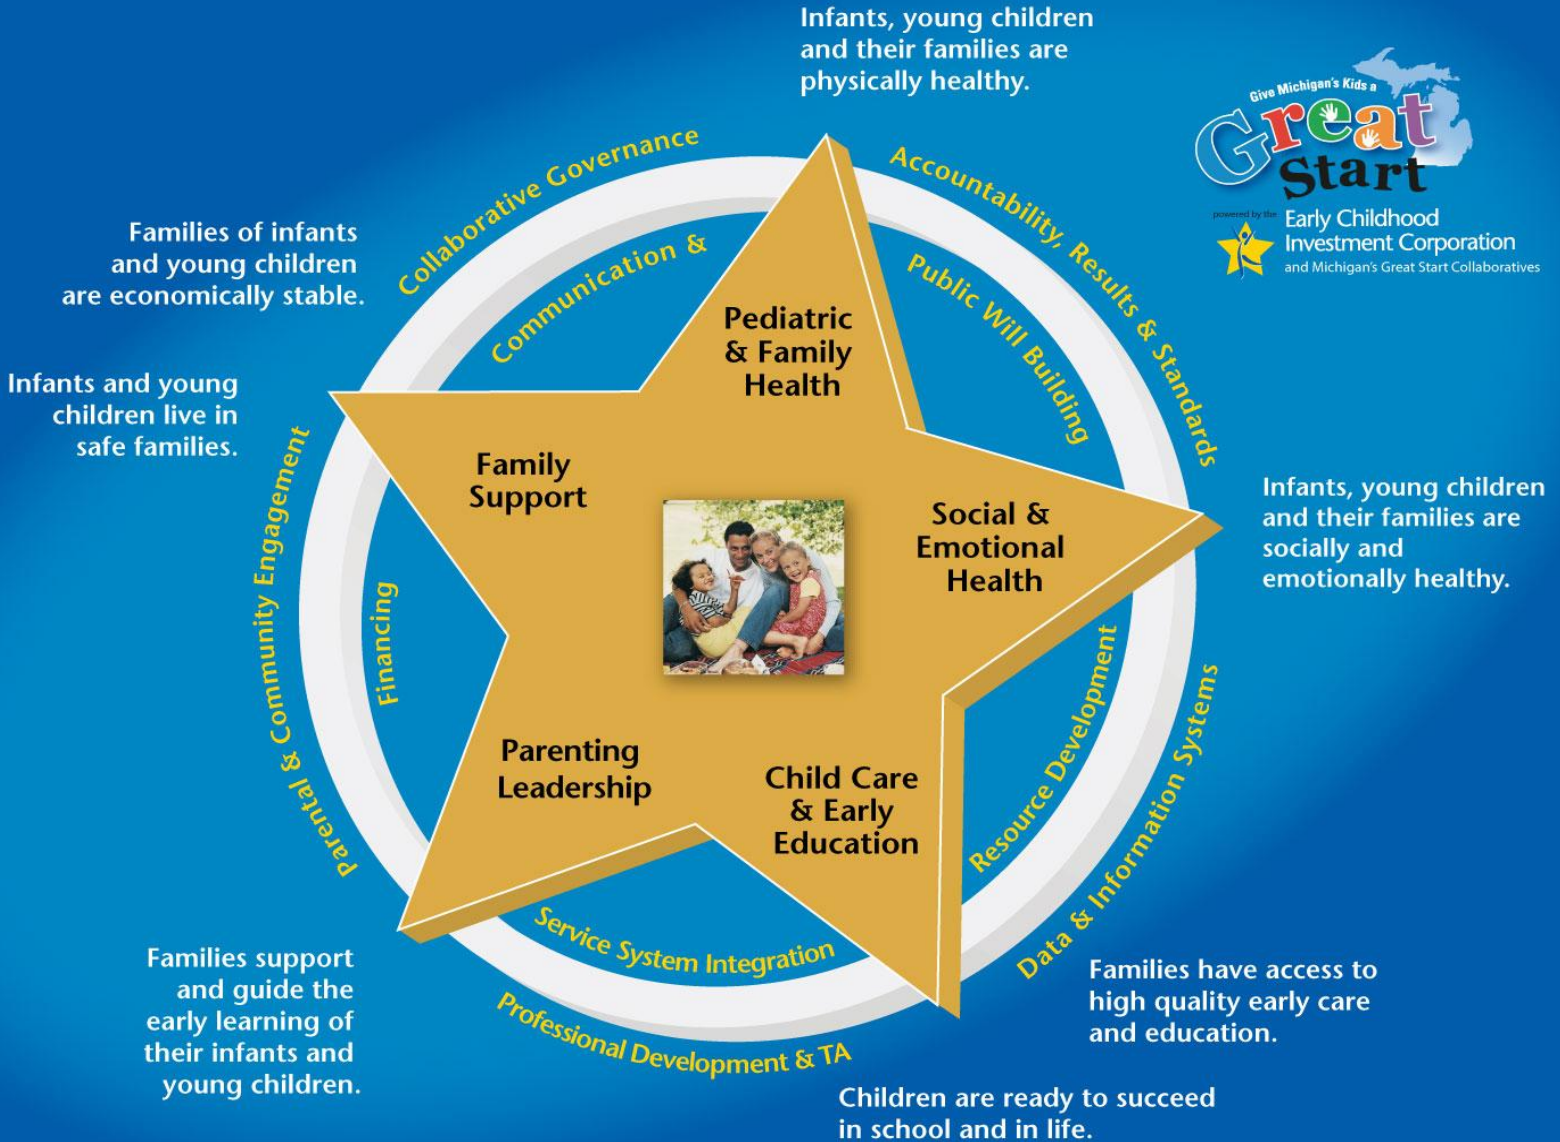 Infants, young children
and their families are
physically healthy.
Give Michigan's Kids a
Great
Start
powered by the
Early Childhood
Investment Corporation
and Michigan's Great Start Collaboratives
Collaborative Governance
Accountability, Results & Standards
Communication &
Public Will Building
Families of infants
and young children
are economically stable.
Pediatric
& Family
Health
Infants and young
children live in
safe families.
Family
Support
Social &
Emotional
Health
Infants, young children
and their families are
socially and
emotionally healthy.
Parental & Community Engagement
Financing
Parenting
Leadership
Child Care
& Early
Education
Resource Development
Data & Information Systems
Service System Integration
Professional Development & TA
Families support
and guide the
early learning of
their infants and
young children.
Families have access to
high quality early care
and education.
Children are ready to succeed
in school and in life.